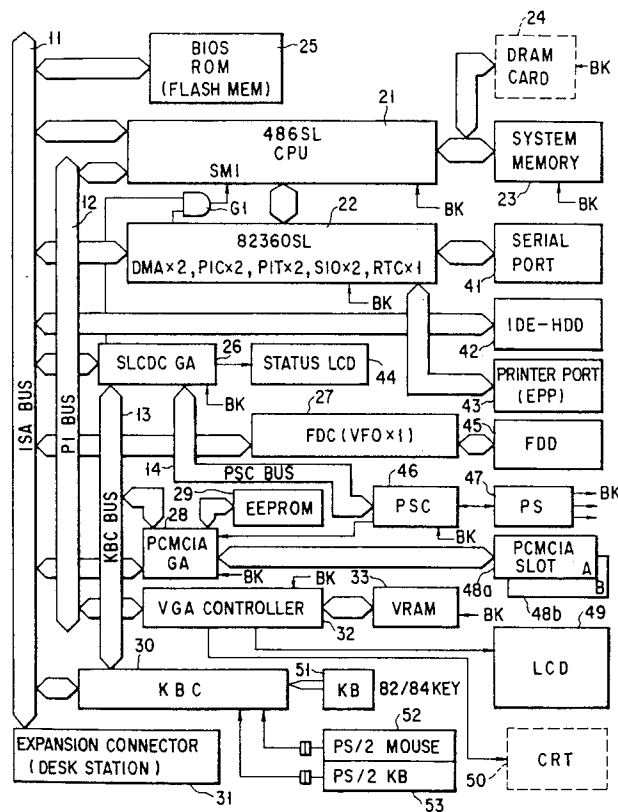 11
BIOS
ROM
(FLASH MEM)
25
24
DRAM
CARD
BK
21
486SL
CPU
SMI
SYSTEM
MEMORY
23
BK
12
G1
BK
22
82360SL
DMA×2, PIC×2, PIT×2, SIO×2, RTC×1
BK
SERIAL
PORT
41
IDE-HDD
42
26
SLCDC GA
STATUS LCD
44
BK
PRINTER PORT
(EPP)
43
ISA BUS
PI BUS
13
27
FDC (VFO×1)
45
FDD
14
PSC BUS
KBC BUS
29
EEPROM
28
PCMCIA
GA
BK
46
PSC
BK
47
PS
BK
PCMCIA
SLOT
A
B
48a
48b
49
BK
VGA CONTROLLER
32
33
VRAM
BK
LCD
30
KBC
51
KB
82/84KEY
52
PS/2 MOUSE
PS/2 KB
53
EXPANSION CONNECTOR
(DESK STATION)
31
CRT
50